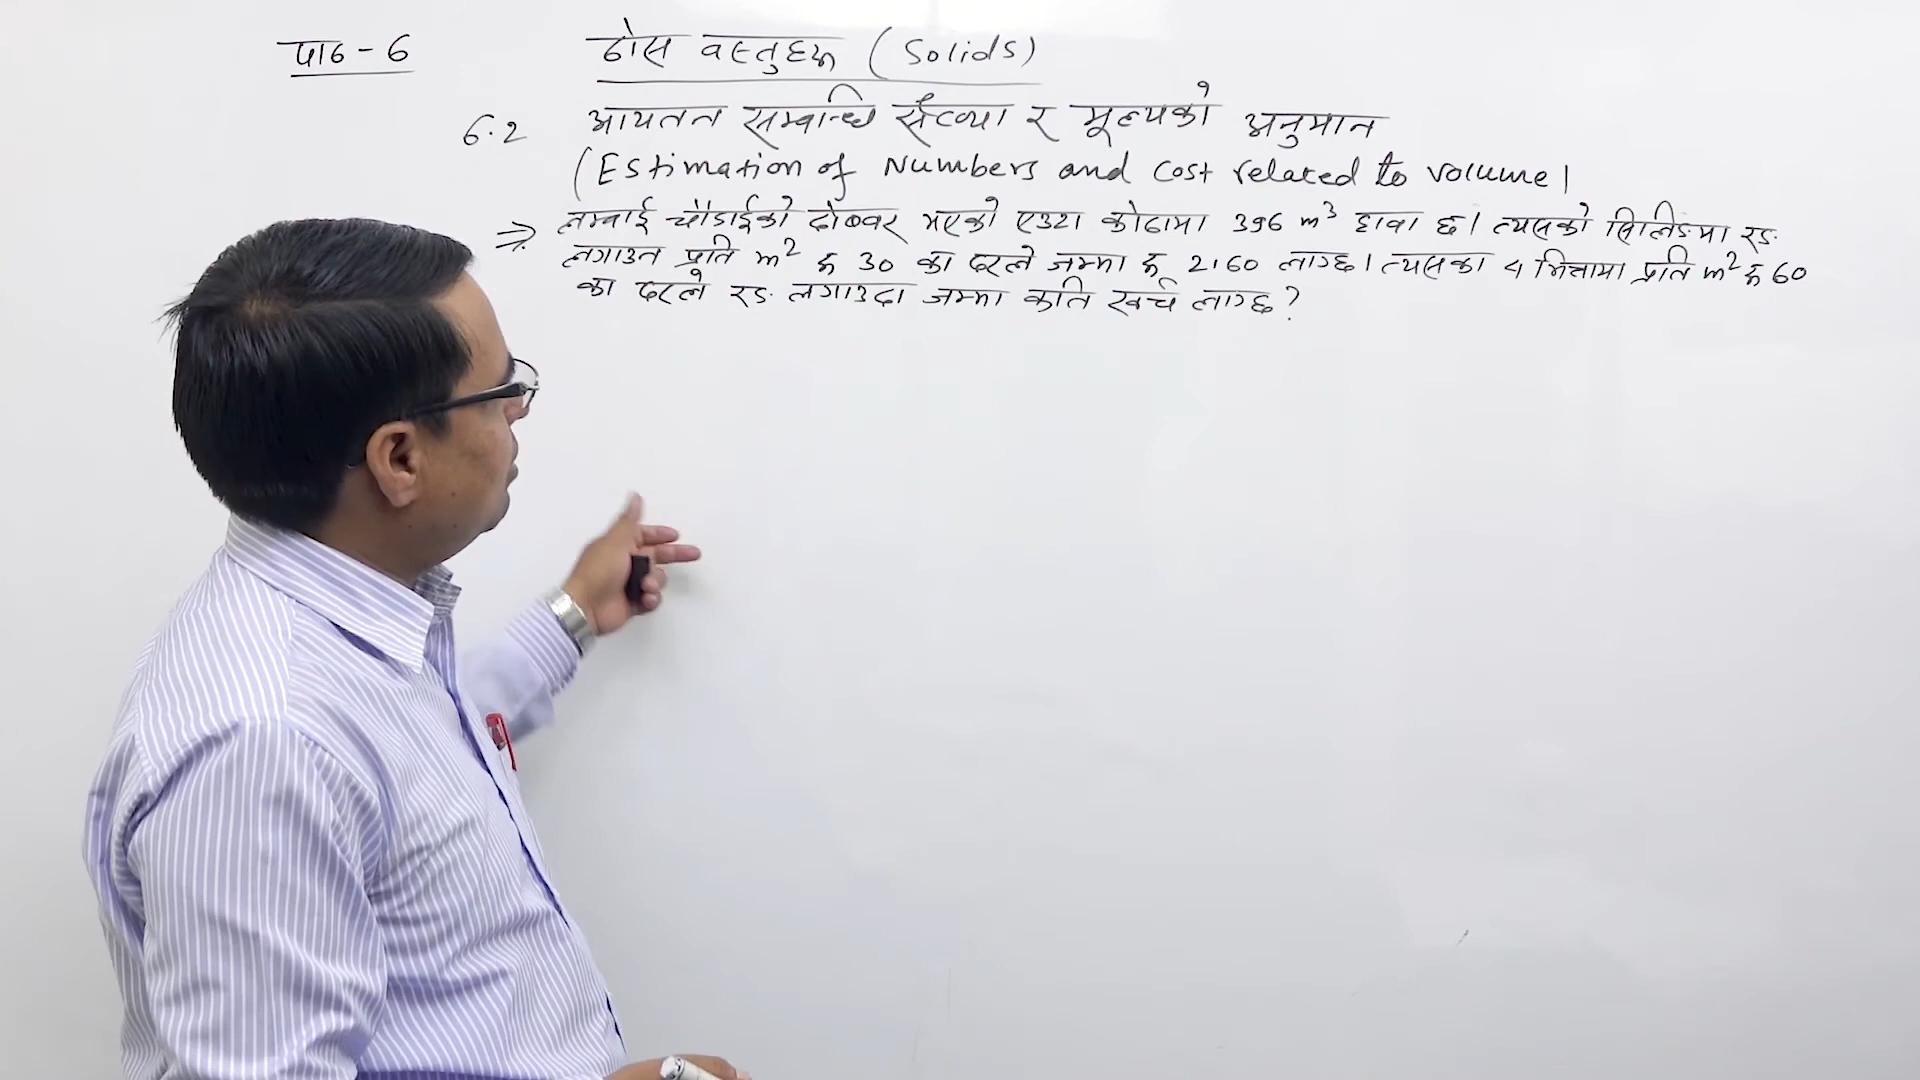 पाठ - 6
ठोस वस्तुहरू (Solids)
6.2 आयतन सम्बन्धि संख्या र मूल्यको अनुमान
(Estimation of Numbers and Cost related to volume)
⇒ लम्बाई चौडाईको दोब्बर भएको एउटा कोठामा 396 m³ हावा छ। त्यसको सिलिङमा रङ
लगाउन प्रति m² रू 30 का दरले जम्मा रू 2160 लाग्छ। त्यसका 4 भित्तामा प्रति m² रू 60
का दरले रङ लगाउदा जम्मा कति खर्च लाग्छ?